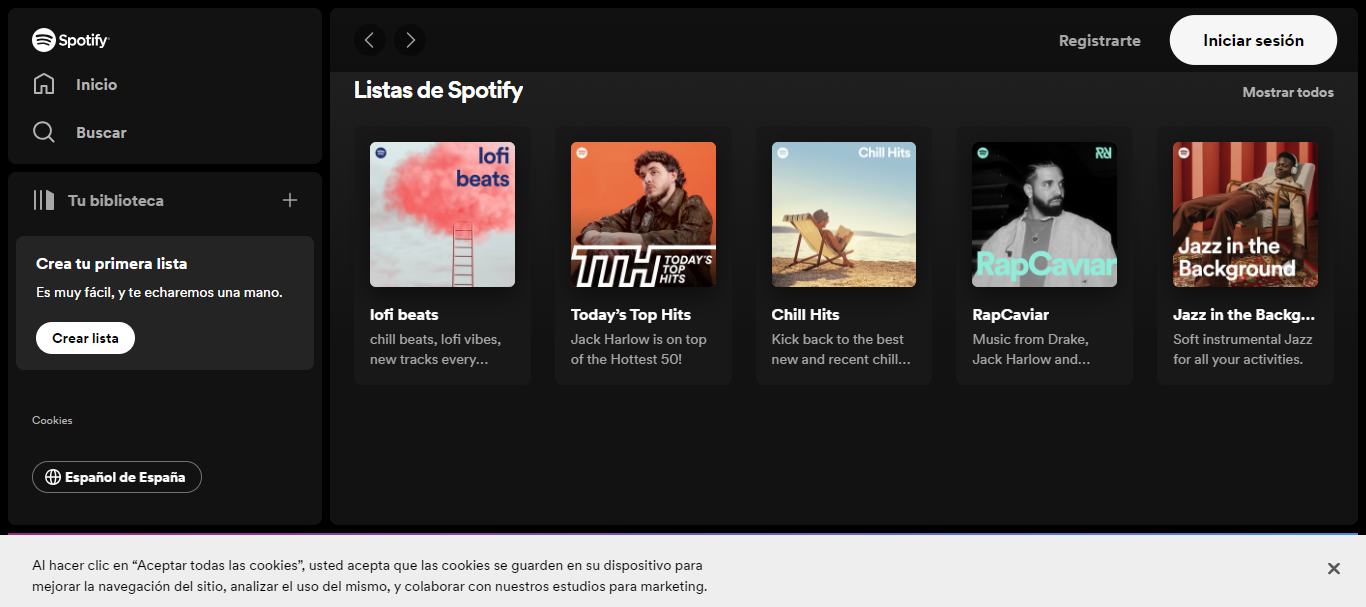 Spotify
Inicio
Buscar
Tu biblioteca
Crea tu primera lista
Es muy fácil, y te echaremos una mano.
Crear lista
Cookies
Español de España
Registrarte
Iniciar sesión
Listas de Spotify
Mostrar todos
lofi
beats
lofi beats
chill beats, lofi vibes,
new tracks every...
TTH TODAY'S
TOP
HITS
Today's Top Hits
Jack Harlow is on top
of the Hottest 50!
Chill Hits
Chill Hits
Kick back to the best
new and recent chill...
RapCaviar
RapCaviar
Music from Drake,
Jack Harlow and...
Jazz in the
Background
Jazz in the Backg...
Soft instrumental Jazz
for all your activities.
Al hacer clic en “Aceptar todas las cookies”, usted acepta que las cookies se guarden en su dispositivo para
mejorar la navegación del sitio, analizar el uso del mismo, y colaborar con nuestros estudios para marketing.